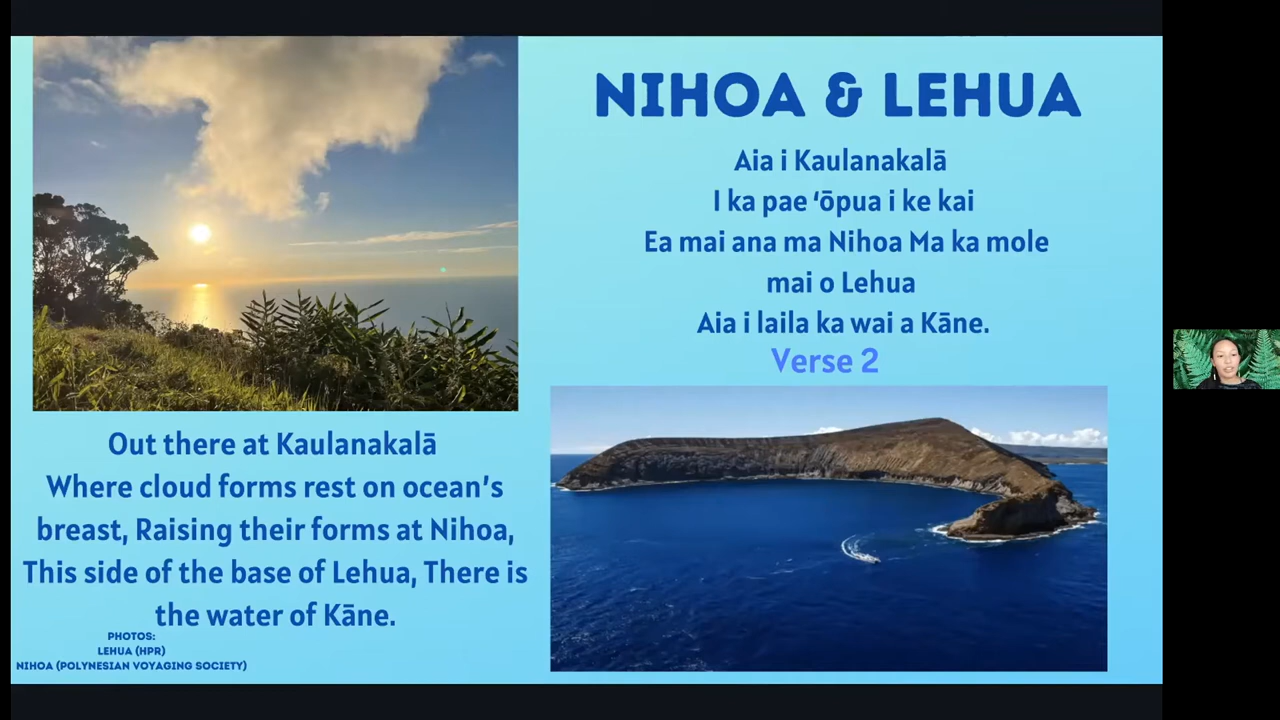 NIHOA & LEHUA
Aia i Kaulanakalā
I ka pae ‘ōpua i ke kai
Ea mai ana ma Nihoa Ma ka mole
mai o Lehua
Aia i laila ka wai a Kāne.
Verse 2
Out there at Kaulanakalā
Where cloud forms rest on ocean's
breast, Raising their forms at Nihoa,
This side of the base of Lehua, There is
the water of Kāne.
PHOTOS:
LEHUA (HPR)
NIHOA (POLYNESIAN VOYAGING SOCIETY)